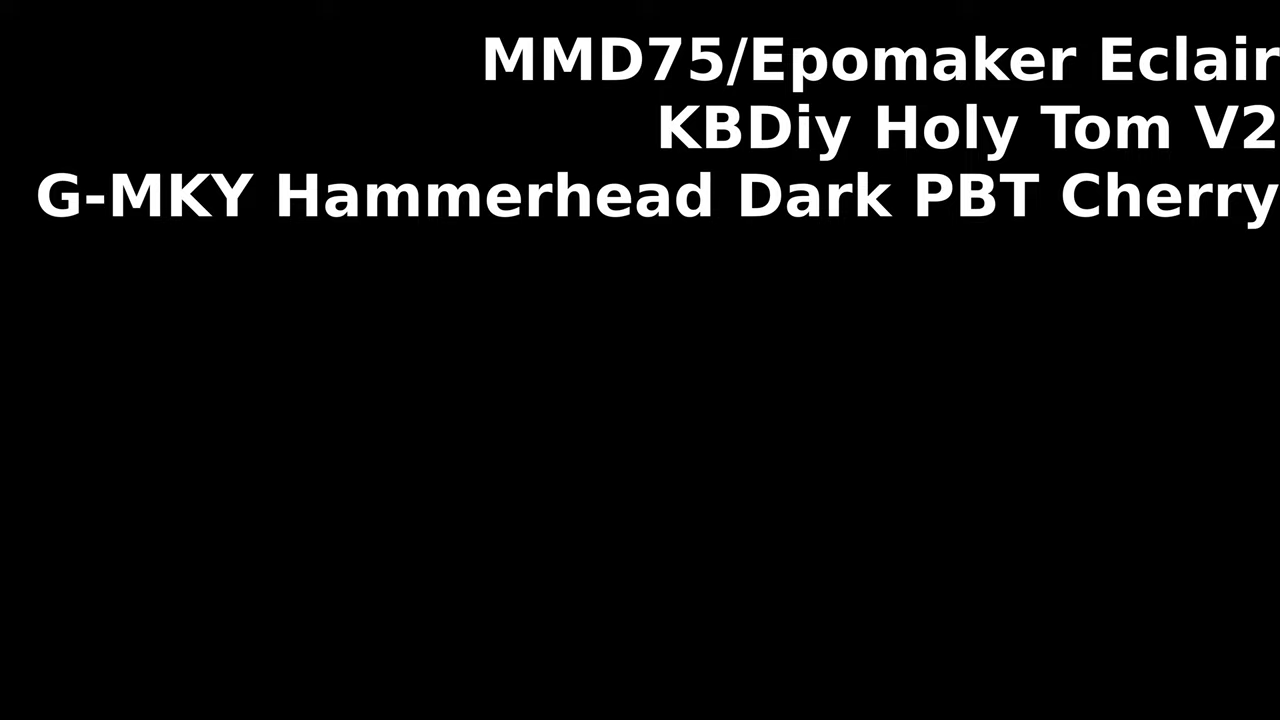 MMD75/Epomaker Eclair
KBDiy Holy Tom V2
G-MKY Hammerhead Dark PBT Cherry